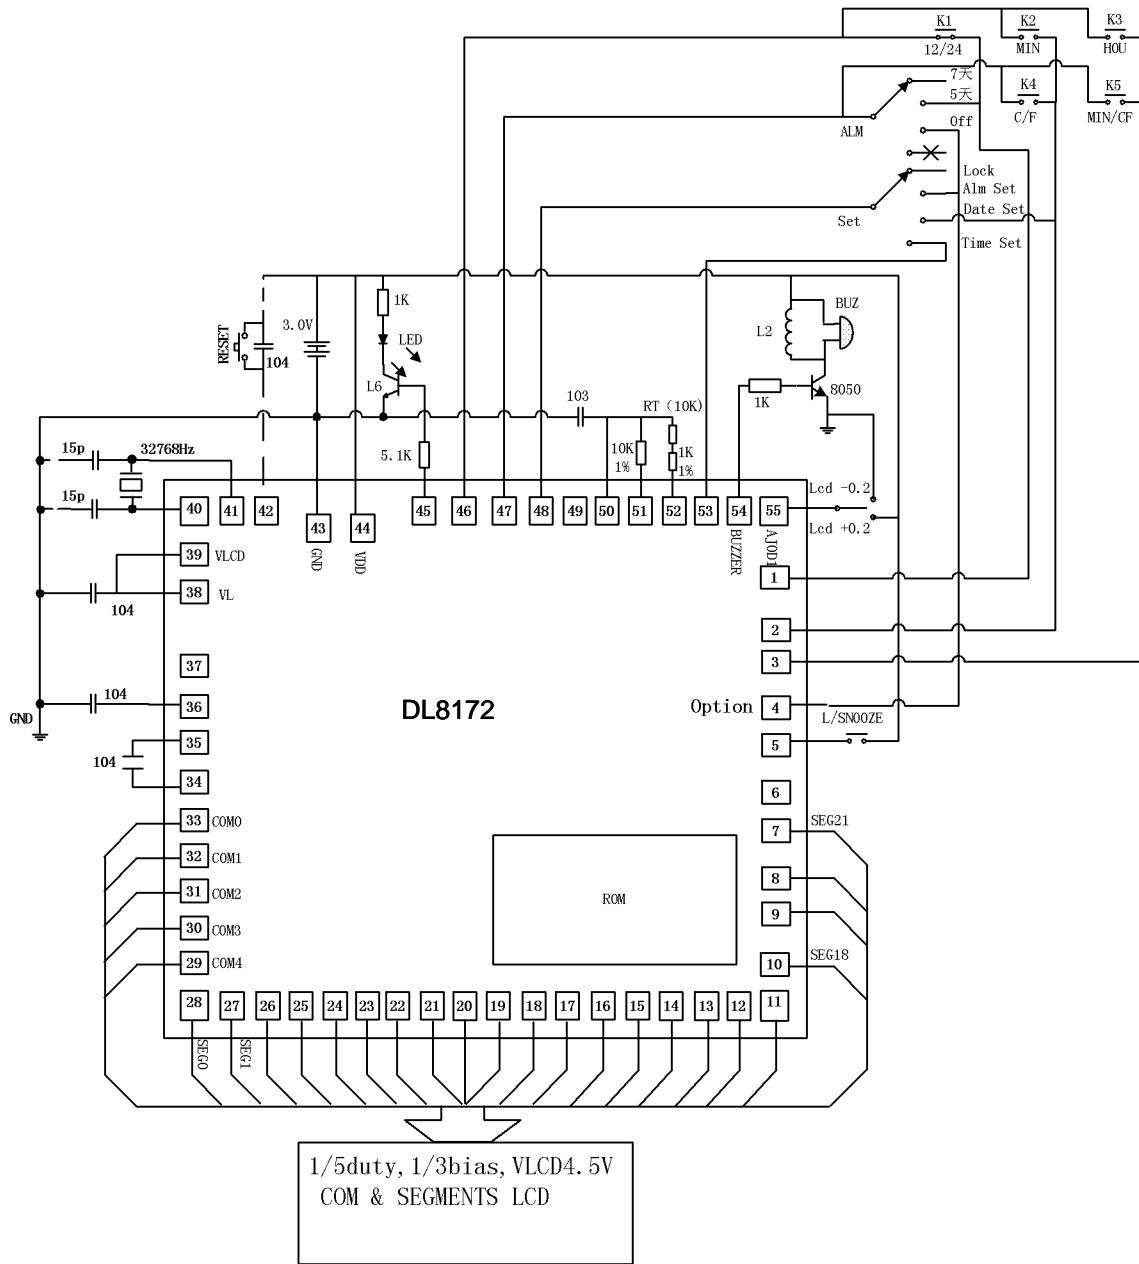 K1
K2
K3
12/24
MIN
HOU
7天
5天
K4
K5
Off
C/F
MIN/CF
ALM
Lock
Alm Set
Date Set
Set
Time Set
1K
BUZ
RESET
3.0V
LED
L2
104
L6
8050
103
RT (10K)
1K
15p
32768Hz
5.1K
10K
1%
1K
1%
15p
Lcd -0.2
40
41
42
43
44
45
46
47
48
49
50
51
52
53
54
55
Lcd +0.2
GND
VDD
BUZZER
AJOD1
39
VLCD
1
38
VL
104
2
37
3
104
36
DL8172
Option
4
GND
L/SNOOZE
35
5
104
34
6
33
COM0
7
SEG21
32
COM1
8
31
COM2
ROM
9
30
COM3
29
COM4
10
SEG18
28
27
26
25
24
23
22
21
20
19
18
17
16
15
14
13
12
11
SEG0
SEG1
1/5duty, 1/3bias, VLCD4.5V
COM & SEGMENTS LCD